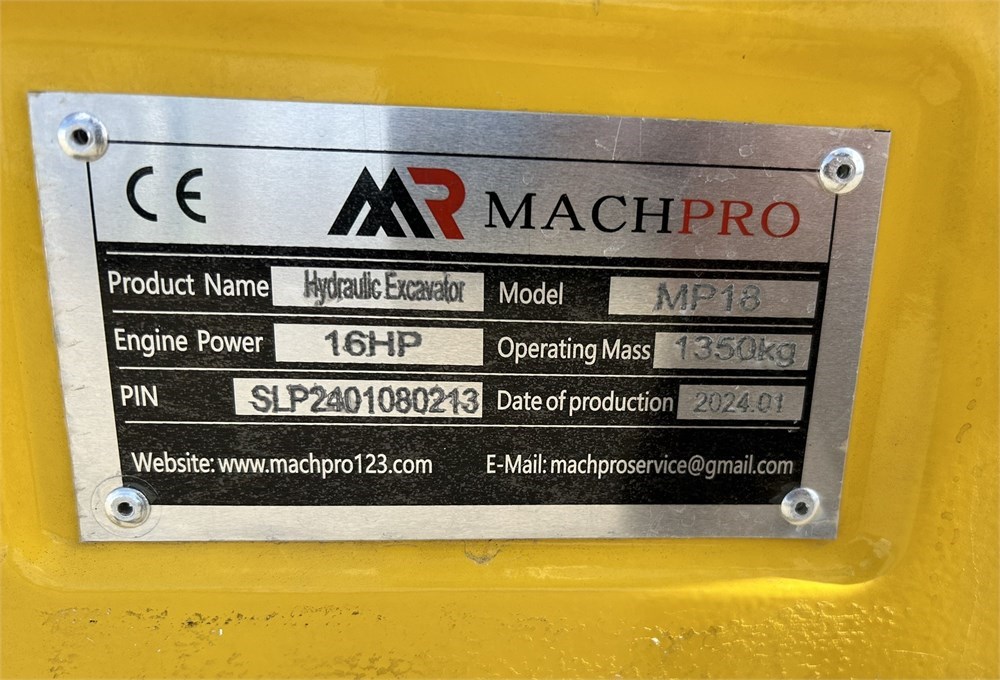 CE MR MACHPRO
Product Name Hydraulic Excavator Model MP18
Engine Power 16HP Operating Mass 1350kg
PIN SLP2401080213 Date of production 2024.01
Website: www.machpro123.com E-Mail: machproservice@gmail.com